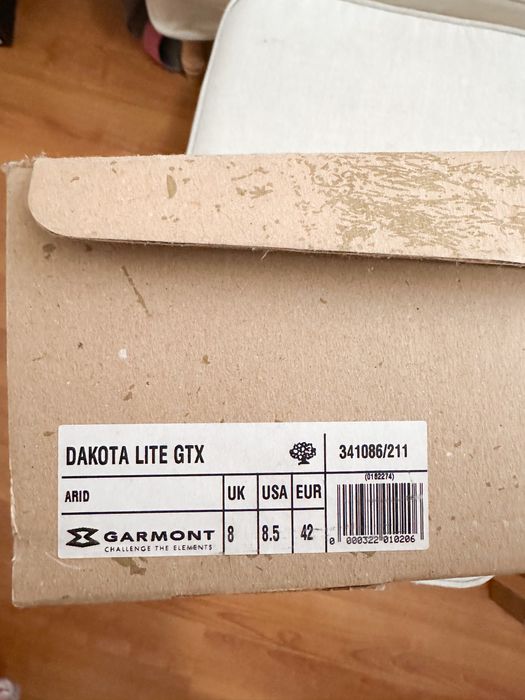 DAKOTA LITE GTX
341086/211
(0182274)
ARID
UK USA EUR
8 8.5 42
GARMONT
CHALLENGE THE ELEMENTS
0 000322 010206